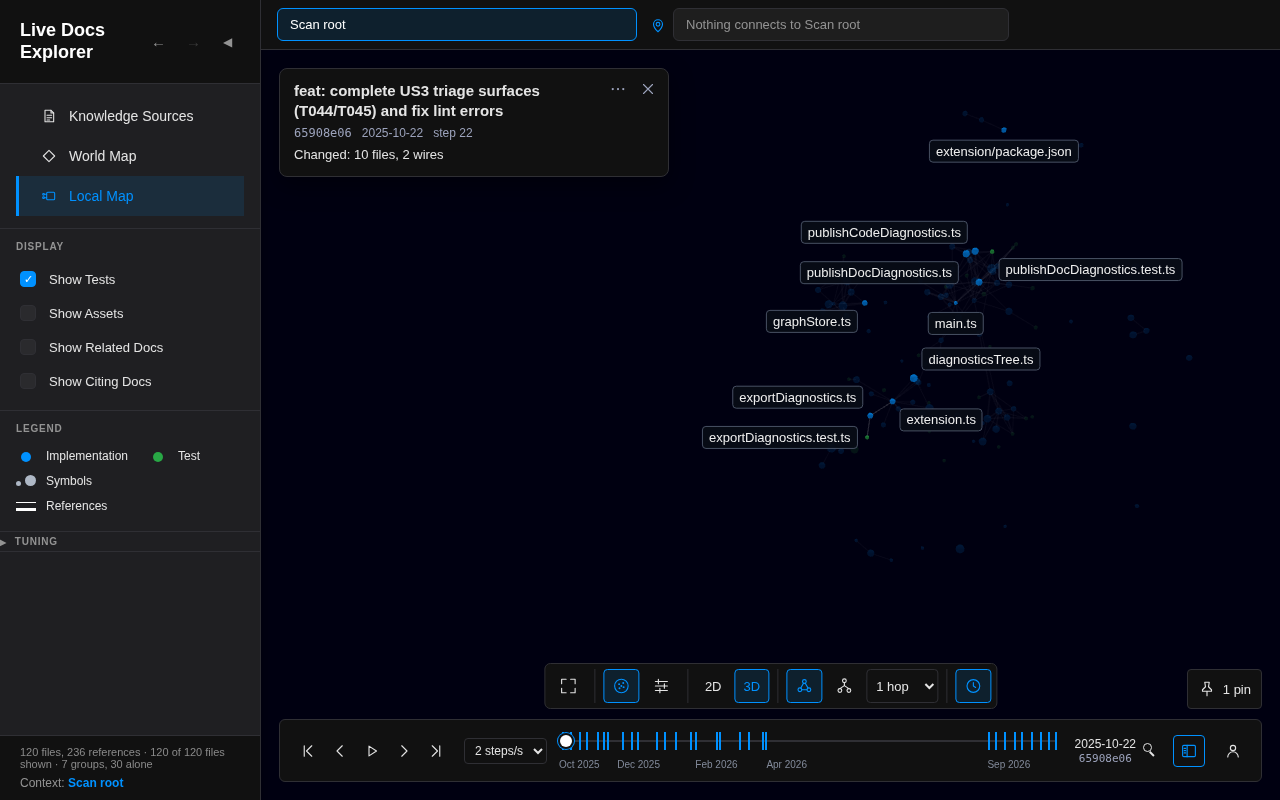 Live Docs
Explorer
Knowledge Sources
World Map
Local Map
DISPLAY
Show Tests
Show Assets
Show Related Docs
Show Citing Docs
LEGEND
Implementation
Test
Symbols
References
TUNING
120 files, 236 references · 120 of 120 files
shown · 7 groups, 30 alone
Context: Scan root
Scan root
Nothing connects to Scan root
feat: complete US3 triage surfaces
(T044/T045) and fix lint errors
65908e06 2025-10-22 step 22
Changed: 10 files, 2 wires
extension/package.json
publishCodeDiagnostics.ts
publishDocDiagnostics.ts
publishDocDiagnostics.test.ts
graphStore.ts
main.ts
diagnosticsTree.ts
exportDiagnostics.ts
extension.ts
exportDiagnostics.test.ts
2D
3D
1 hop
1 pin
2 steps/s
Oct 2025
Dec 2025
Feb 2026
Apr 2026
Sep 2026
2025-10-22
65908e06